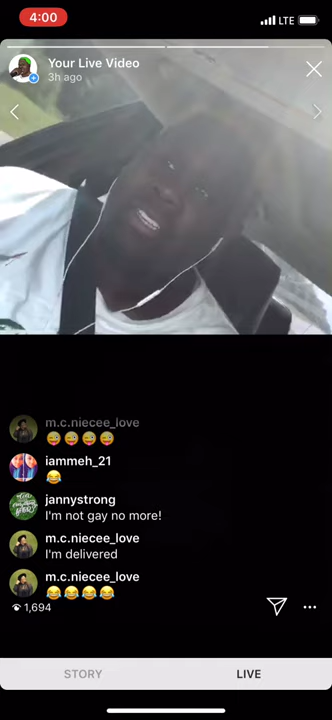 4:00
LTE
Your Live Video
3h ago
m.c.niecee_love
😜😜😜😜
iammeh_21
😂
jannystrong
I'm not gay no more!
m.c.niecee_love
I'm delivered
m.c.niecee_love
😂😂😂😂
1,694
STORY LIVE